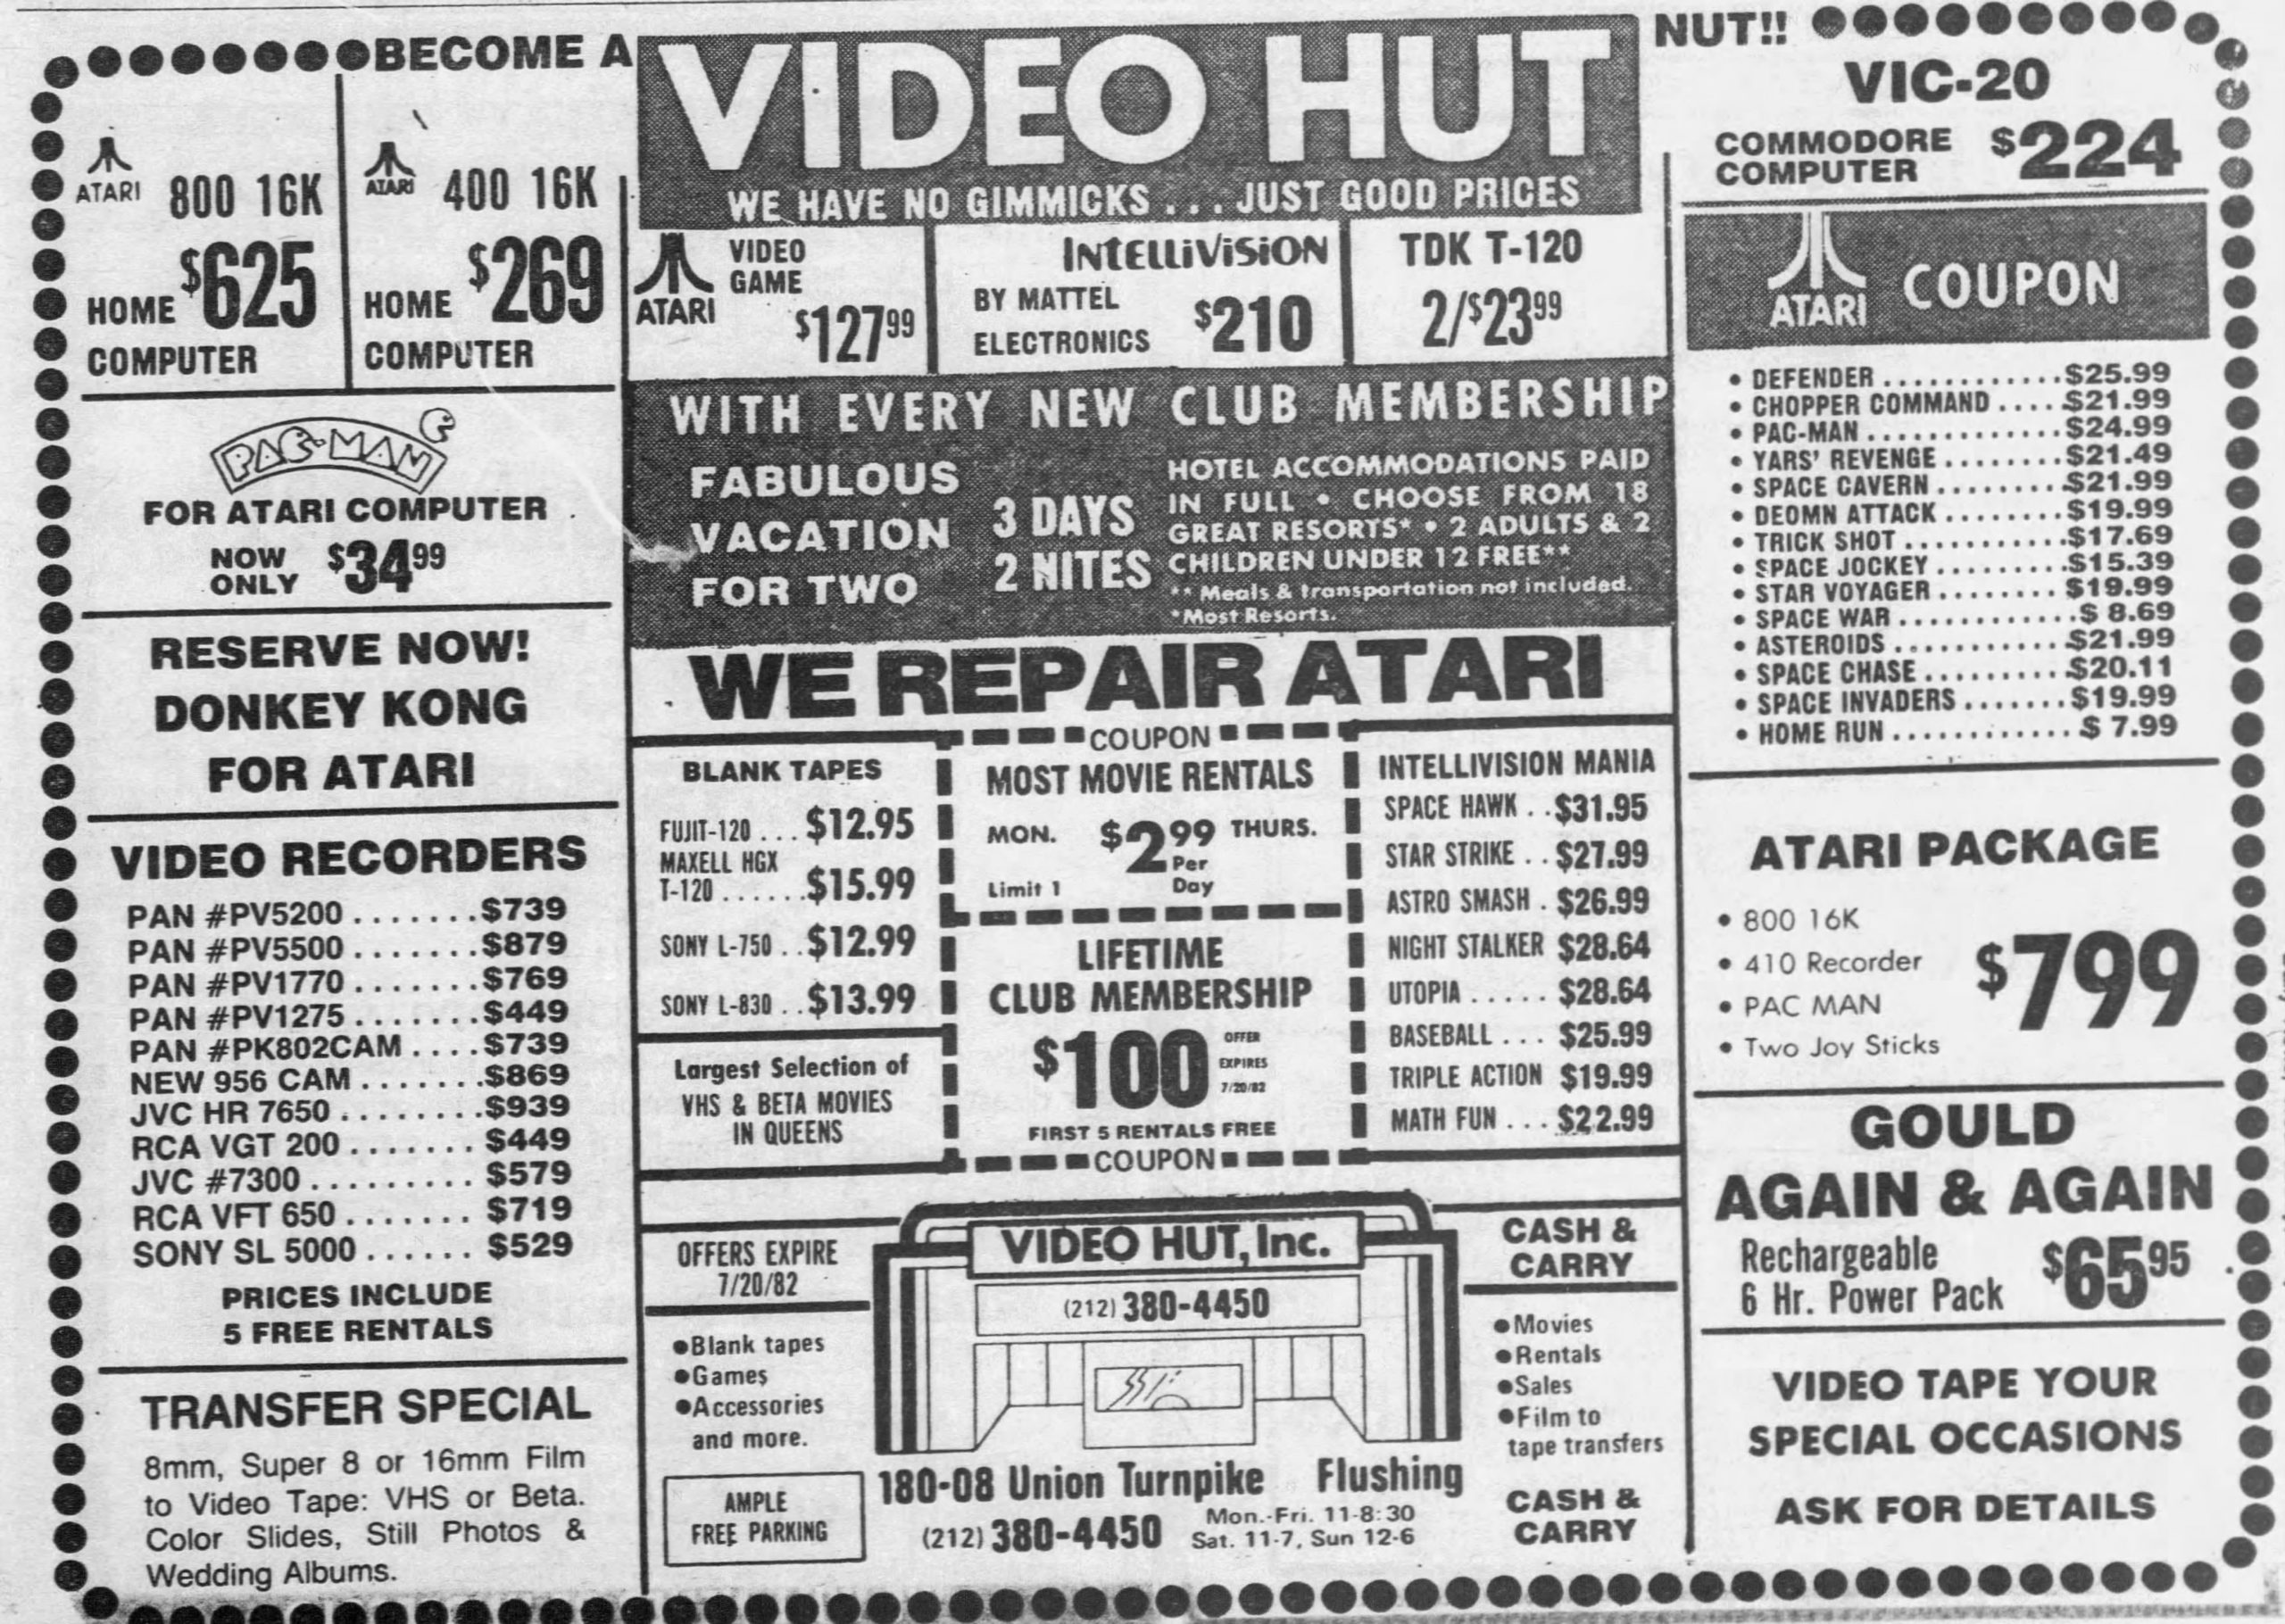 BECOME A
VIDEO HUT
NUT!!
WE HAVE NO GIMMICKS . . . JUST GOOD PRICES
ATARI
800 16K
HOME
$625
COMPUTER
ATARI
400 16K
HOME
$269
COMPUTER
PAC-MAN
FOR ATARI COMPUTER
NOW
ONLY
$34.99
RESERVE NOW!
DONKEY KONG
FOR ATARI
VIDEO RECORDERS
PAN #PV5200 . . . . . . . $739
PAN #PV5500 . . . . . . . $879
PAN #PV1770 . . . . . . . $769
PAN #PV1275 . . . . . . . $449
PAN #PK802CAM . . . . $739
NEW 956 CAM . . . . . . . $869
JVC HR 7650 . . . . . . . . $939
RCA VGT 200 . . . . . . . $449
JVC #7300 . . . . . . . . . $579
RCA VFT 650 . . . . . . . $719
SONY SL 5000 . . . . . . $529
PRICES INCLUDE
5 FREE RENTALS
TRANSFER SPECIAL
8mm, Super 8 or 16mm Film
to Video Tape: VHS or Beta.
Color Slides, Still Photos &
Wedding Albums.
ATARI
VIDEO
GAME
$127.99
INTELLIVISION
BY MATTEL
ELECTRONICS
$210
TDK T-120
2/$23.99
WITH EVERY NEW CLUB MEMBERSHIP
FABULOUS
VACATION
FOR TWO
3 DAYS
2 NITES
HOTEL ACCOMMODATIONS PAID
IN FULL • CHOOSE FROM 18
GREAT RESORTS* • 2 ADULTS & 2
CHILDREN UNDER 12 FREE**
** Meals & transportation not included.
*Most Resorts.
WE REPAIR ATARI
BLANK TAPES
FUJIT-120 . . . $12.95
MAXELL HGX
T-120 . . . . . . $15.99
SONY L-750 . . $12.99
SONY L-830 . . $13.99
Largest Selection of
VHS & BETA MOVIES
IN QUEENS
COUPON
MOST MOVIE RENTALS
MON. $2.99 THURS.
Per
Day
Limit 1
LIFETIME
CLUB MEMBERSHIP
$100
OFFER
EXPIRES
7/20/82
FIRST 5 RENTALS FREE
COUPON
INTELLIVISION MANIA
SPACE HAWK . . $31.95
STAR STRIKE . . $27.99
ASTRO SMASH . $26.99
NIGHT STALKER $28.64
UTOPIA . . . . . $28.64
BASEBALL . . . $25.99
TRIPLE ACTION $19.99
MATH FUN . . . $22.99
OFFERS EXPIRE
7/20/82
●Blank tapes
●Games
●Accessories
and more.
AMPLE
FREE PARKING
VIDEO HUT, Inc.
(212) 380-4450
180-08 Union Turnpike Flushing
(212) 380-4450
Mon.-Fri. 11-8:30
Sat. 11-7, Sun 12-6
CASH &
CARRY
●Movies
●Rentals
●Sales
●Film to
tape transfers
CASH &
CARRY
VIC-20
COMMODORE
COMPUTER
$224
ATARI
COUPON
• DEFENDER . . . . . . . . . . . . $25.99
• CHOPPER COMMAND . . . . $21.99
• PAC-MAN . . . . . . . . . . . . . $24.99
• YARS' REVENGE . . . . . . . . $21.49
• SPACE CAVERN . . . . . . . . . $21.99
• DEOMN ATTACK . . . . . . . . $19.99
• TRICK SHOT . . . . . . . . . . . $17.69
• SPACE JOCKEY . . . . . . . . . $15.39
• STAR VOYAGER . . . . . . . . $19.99
• SPACE WAR . . . . . . . . . . . . $ 8.69
• ASTEROIDS . . . . . . . . . . . . $21.99
• SPACE CHASE . . . . . . . . . . $20.11
• SPACE INVADERS . . . . . . . $19.99
• HOME RUN . . . . . . . . . . . . $ 7.99
ATARI PACKAGE
• 800 16K
• 410 Recorder
• PAC MAN
• Two Joy Sticks
$799
GOULD
AGAIN & AGAIN
Rechargeable
6 Hr. Power Pack
$65.95
VIDEO TAPE YOUR
SPECIAL OCCASIONS
ASK FOR DETAILS